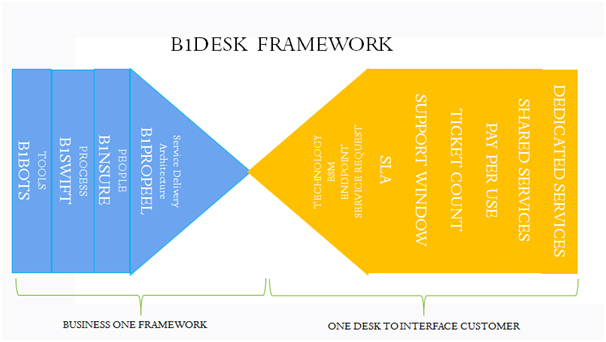 B1DESK FRAMEWORK
TOOLS
B1BOTS
PROCESS
B1SWIFT
PEOPLE
B1NSURE
Service Delivery
Architecture
B1PROPEEL
TECHNOLOGY
BSM
ENDPOINT
SERVICE REQUEST
SLA
SUPPORT WINDOW
TICKET COUNT
PAY PER USE
SHARED SERVICES
DEDICATED SERVICES
BUSINESS ONE FRAMEWORK
ONE DESK TO INTERFACE CUSTOMER